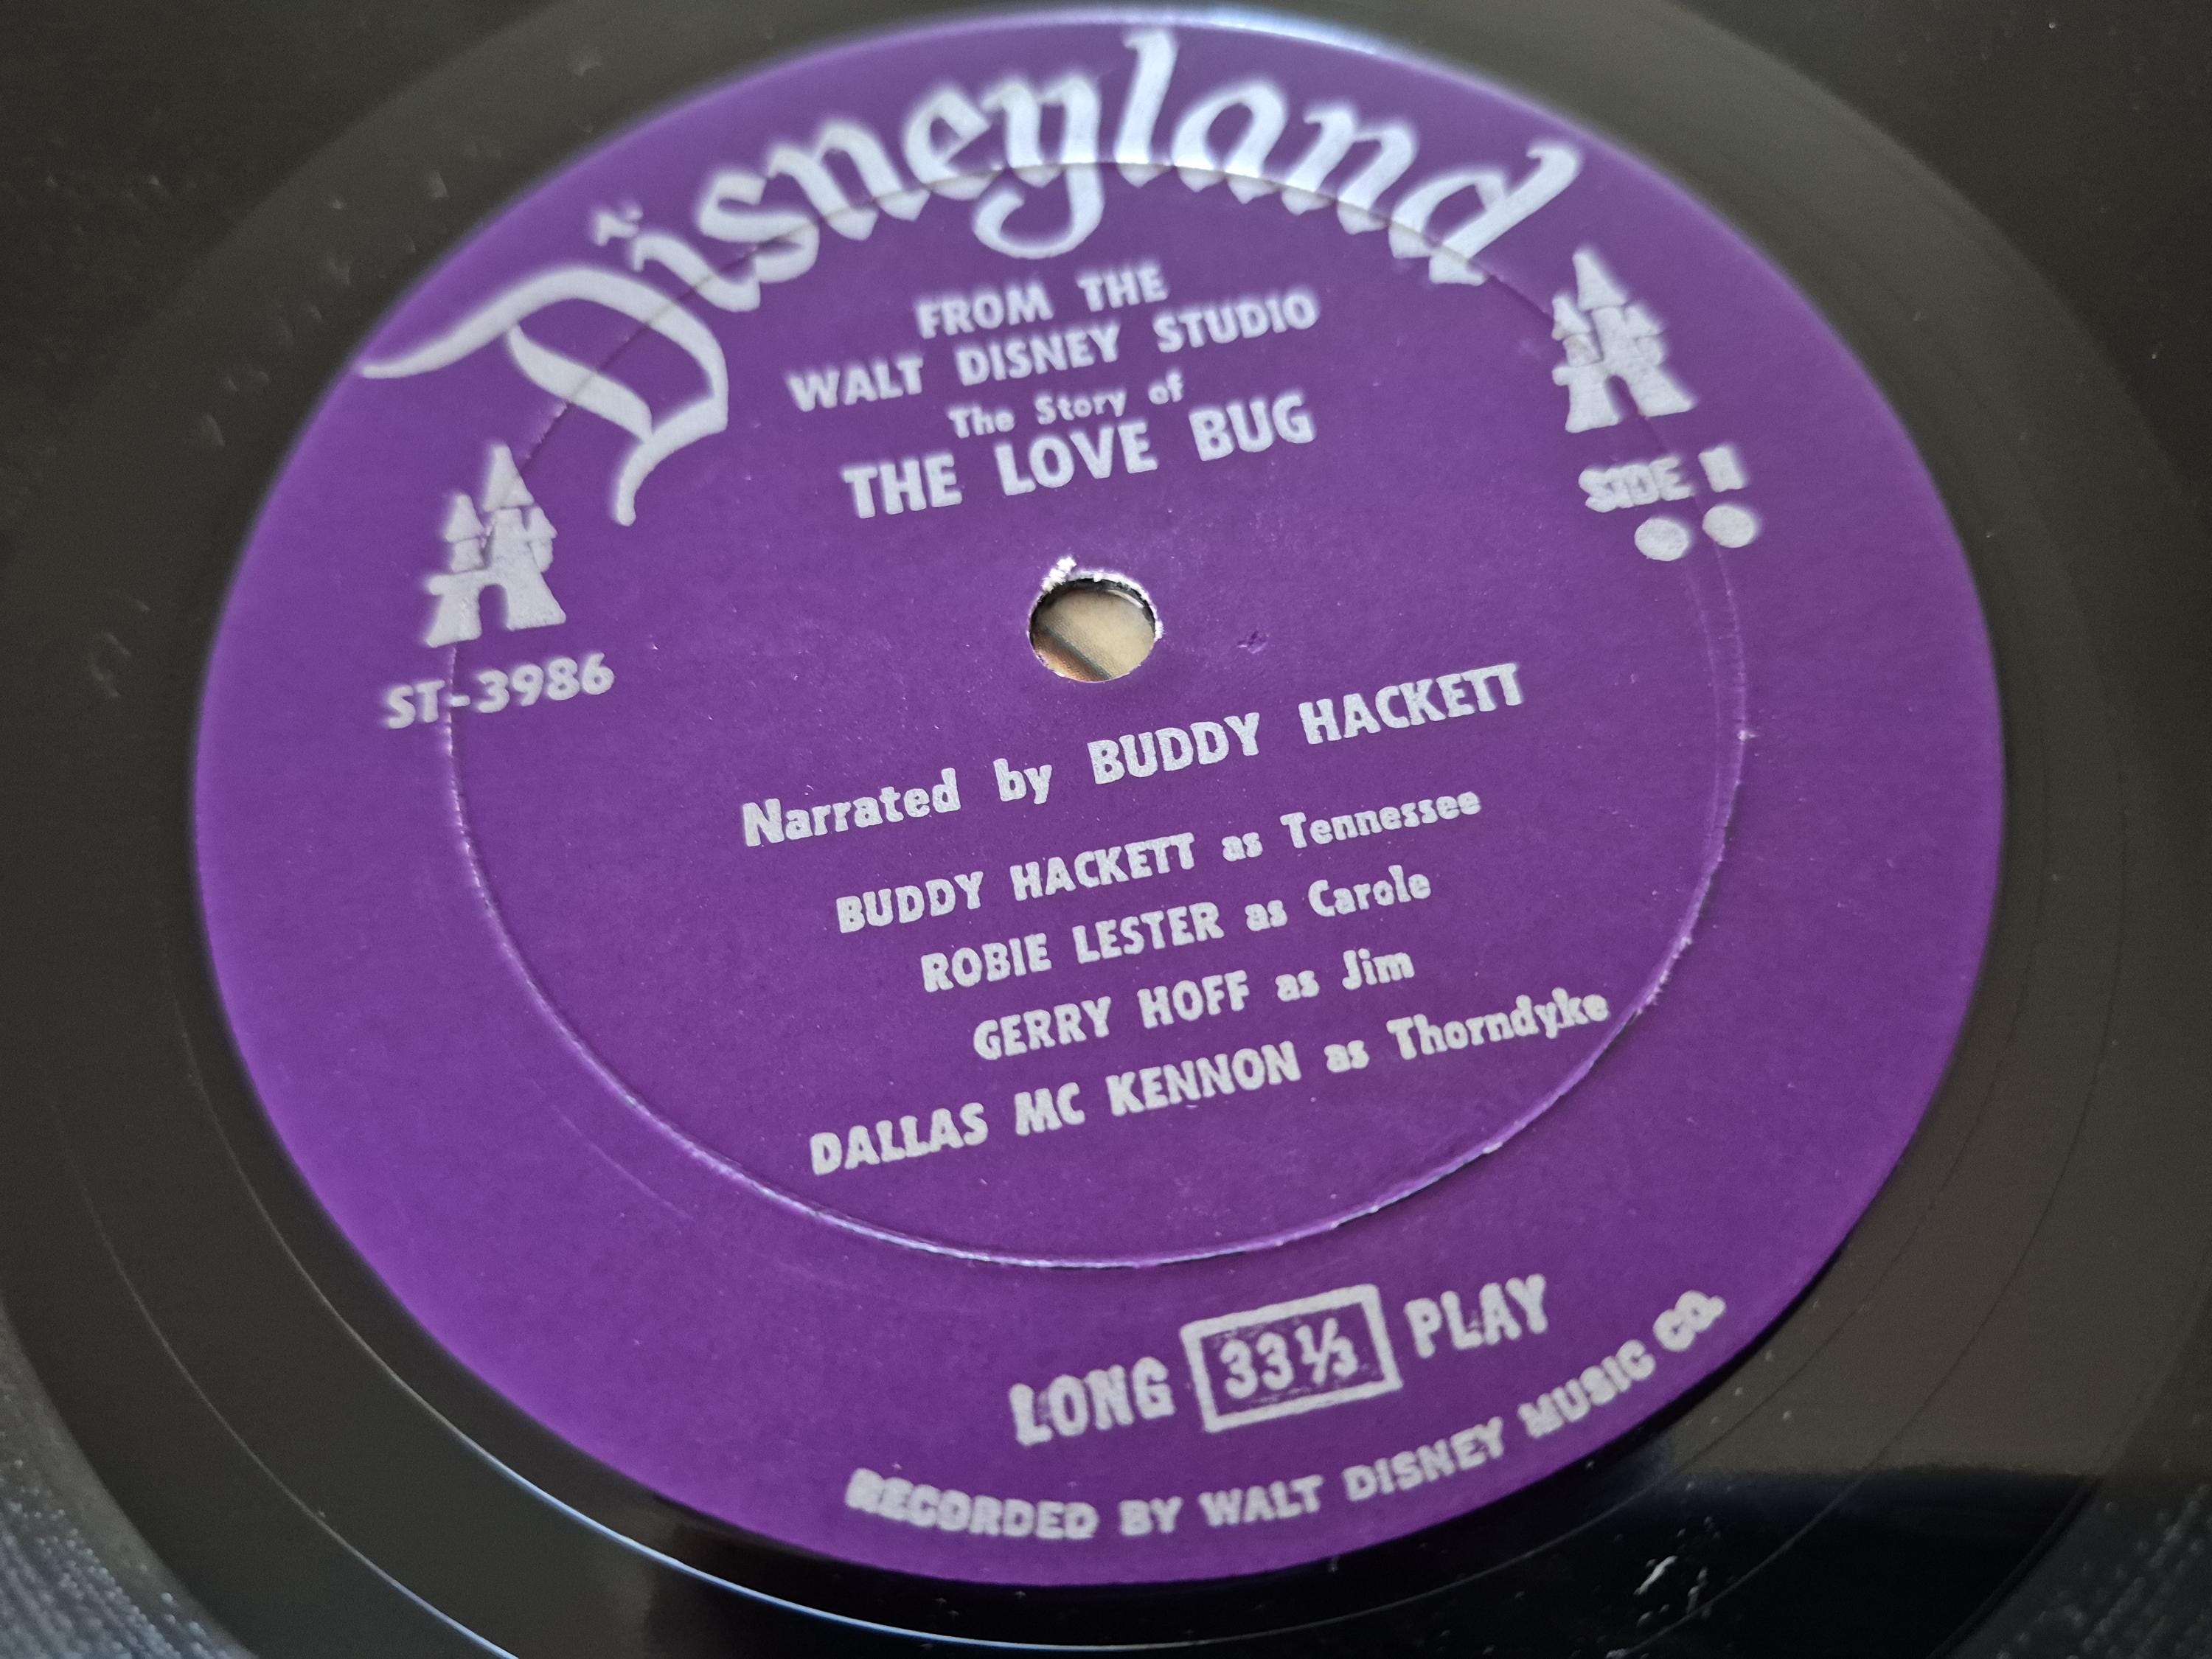 Disneyland
FROM THE
WALT DISNEY STUDIO
The Story of
THE LOVE BUG
SIDE II
ST-3986
Narrated by BUDDY HACKETT
BUDDY HACKETT as Tennessee
ROBIE LESTER as Carole
GERRY HOFF as Jim
DALLAS MC KENNON as Thorndyke
LONG 33⅓ PLAY
RECORDED BY WALT DISNEY MUSIC CO.